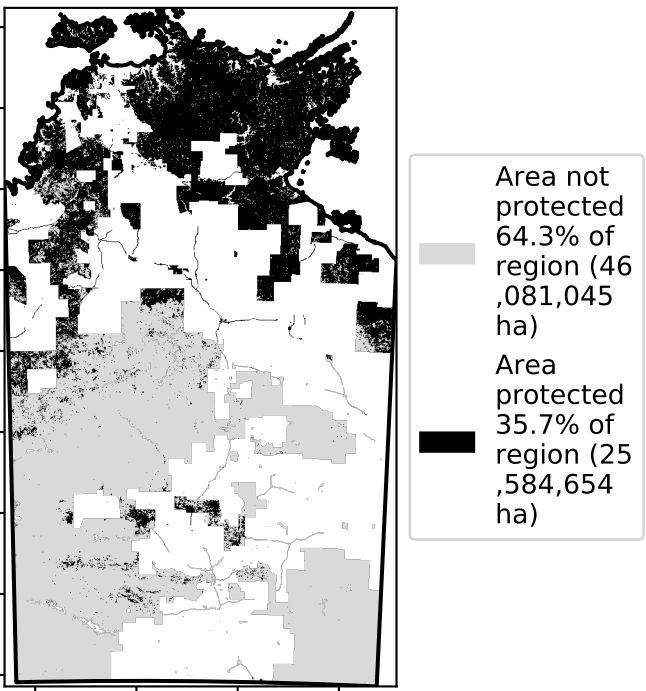 Area not
protected
64.3% of
region (46
,081,045
ha)
Area
protected
35.7% of
region (25
,584,654
ha)